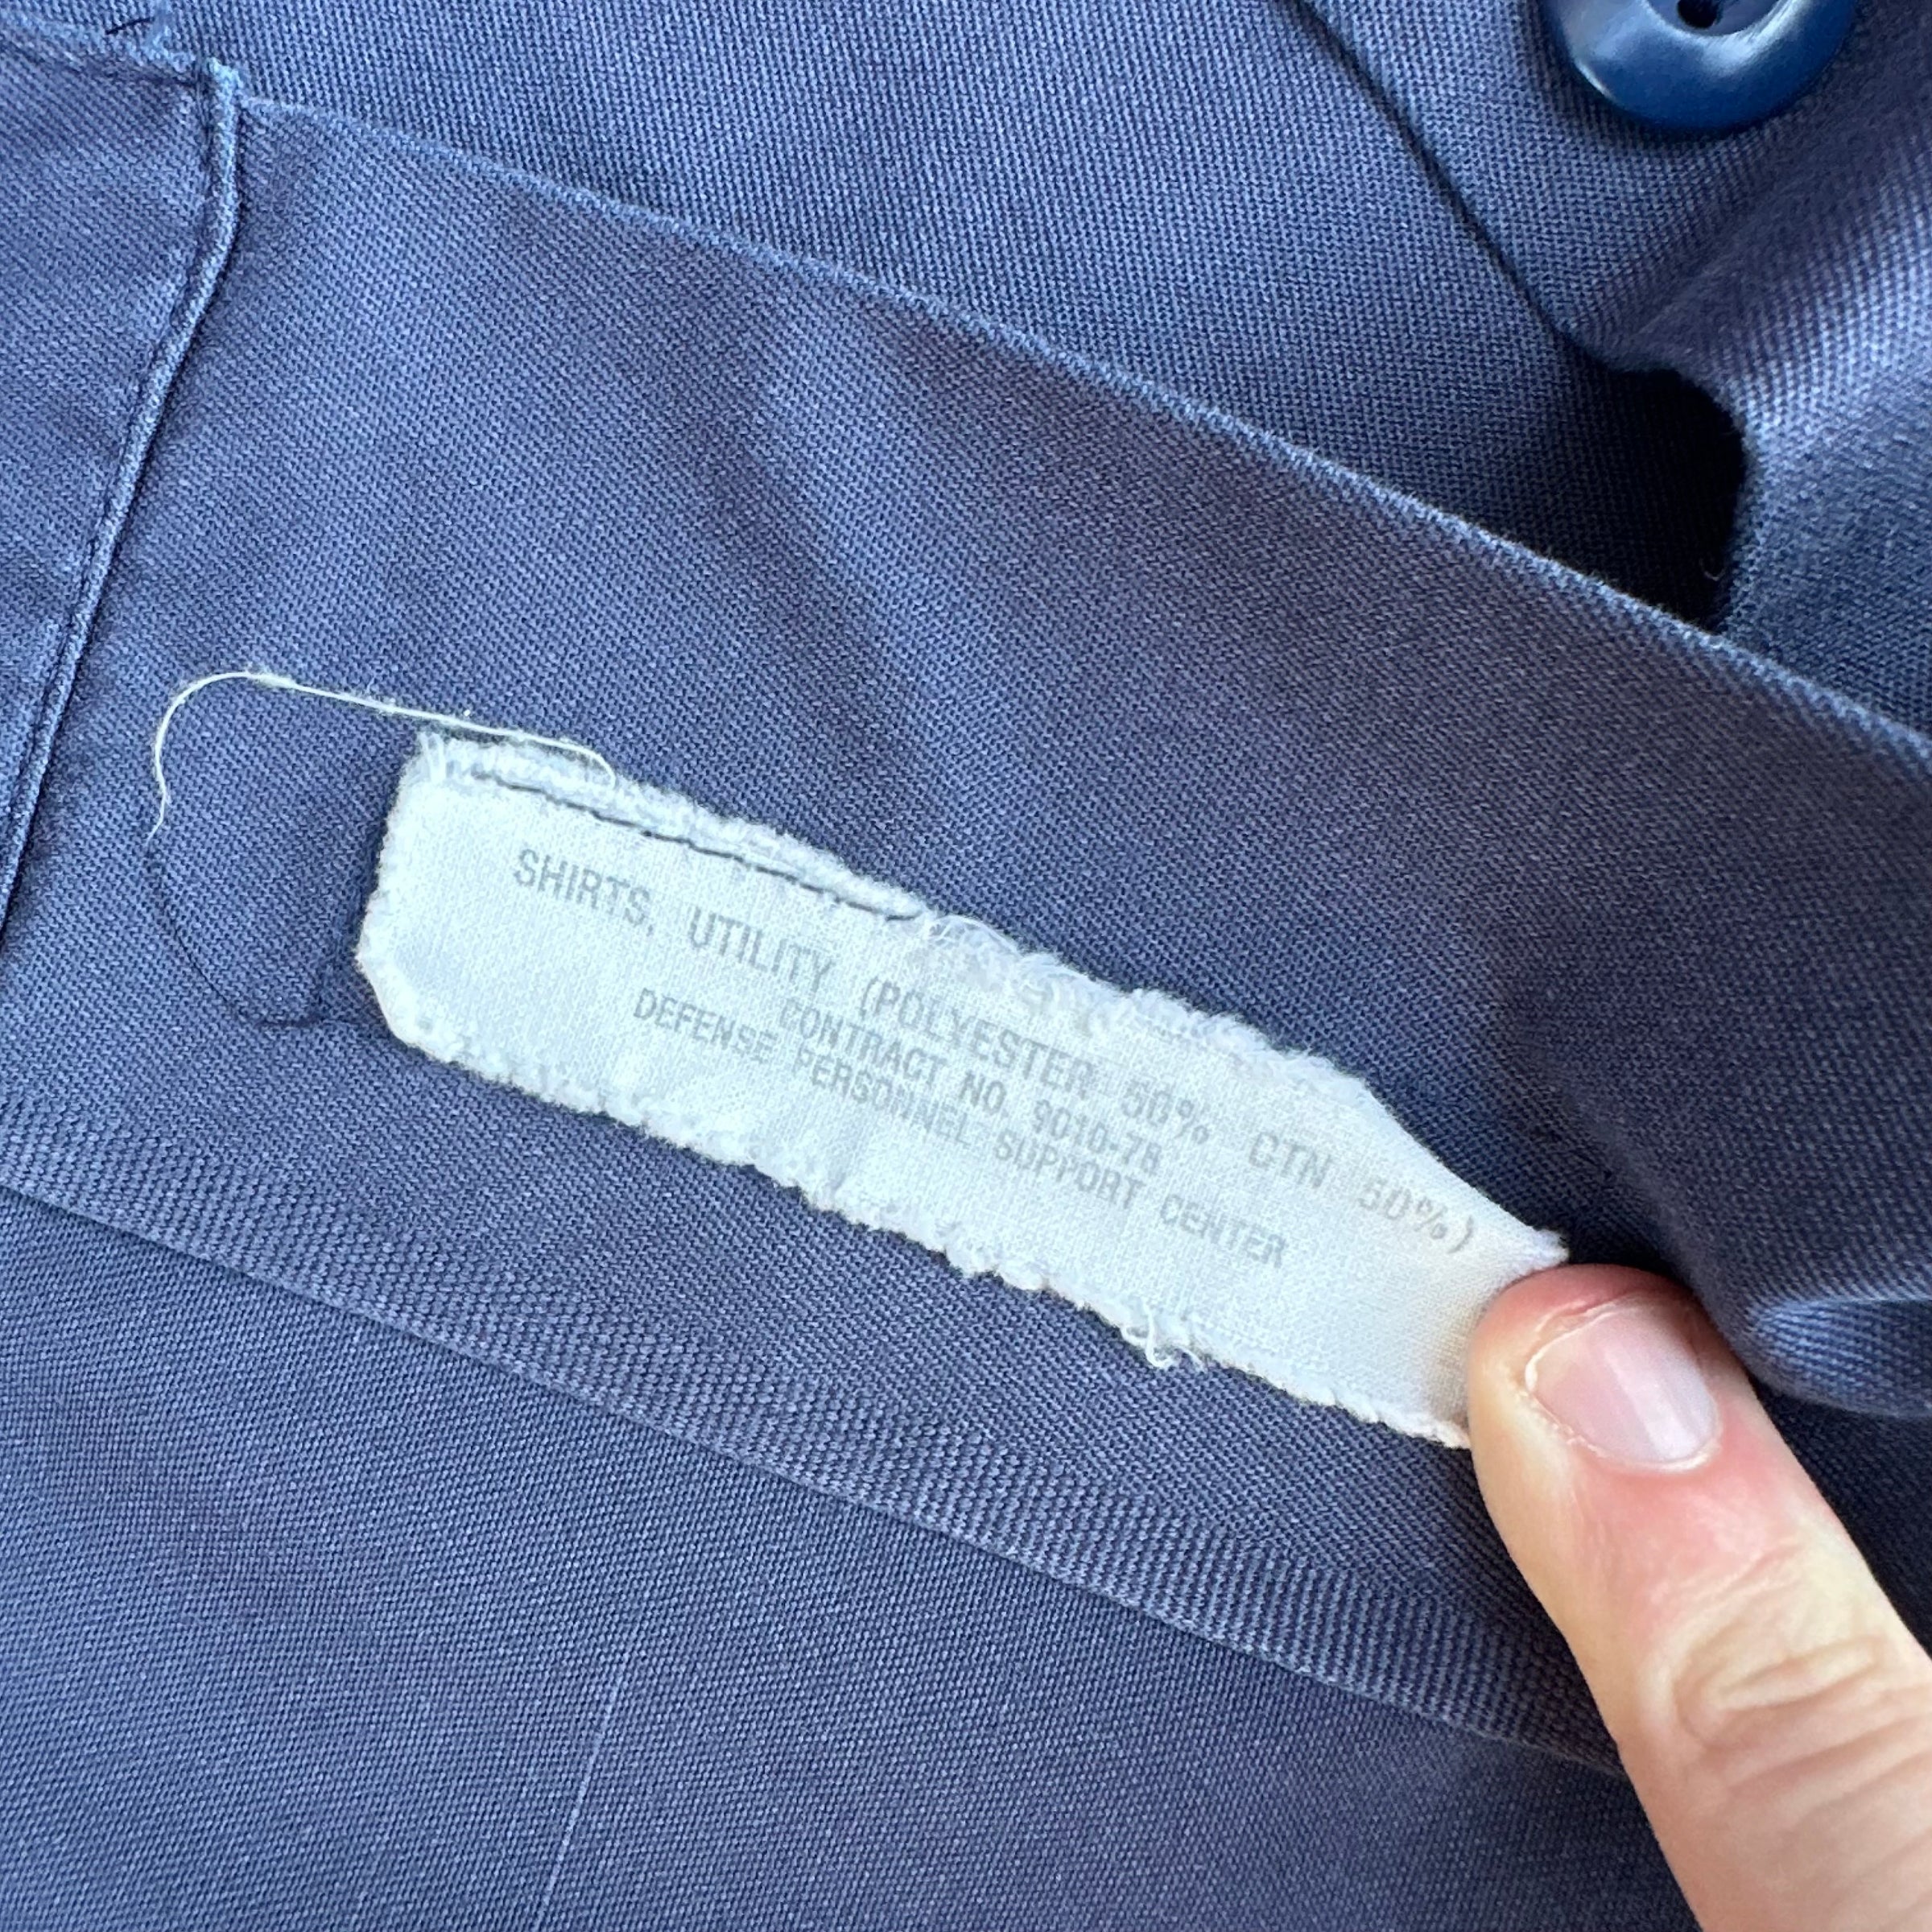 SHIRTS, UTILITY (POLYESTER 50% CTN 50%)
CONTRACT NO. 9010-78
DEFENSE PERSONNEL SUPPORT CENTER